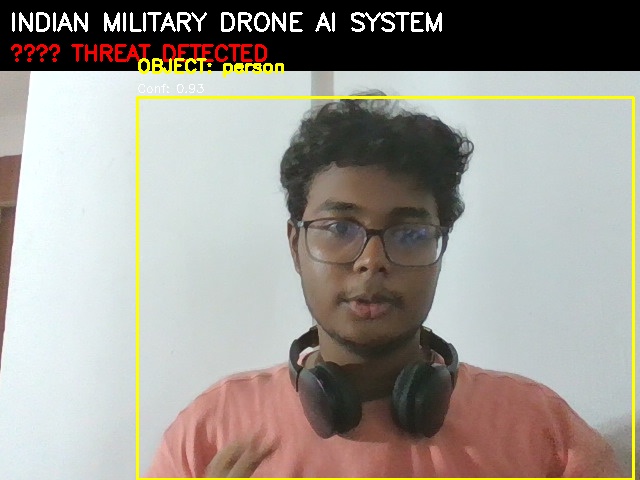 INDIAN MILITARY DRONE AI SYSTEM
???? THREAT DETECTED
OBJECT: person
Conf: 0.93